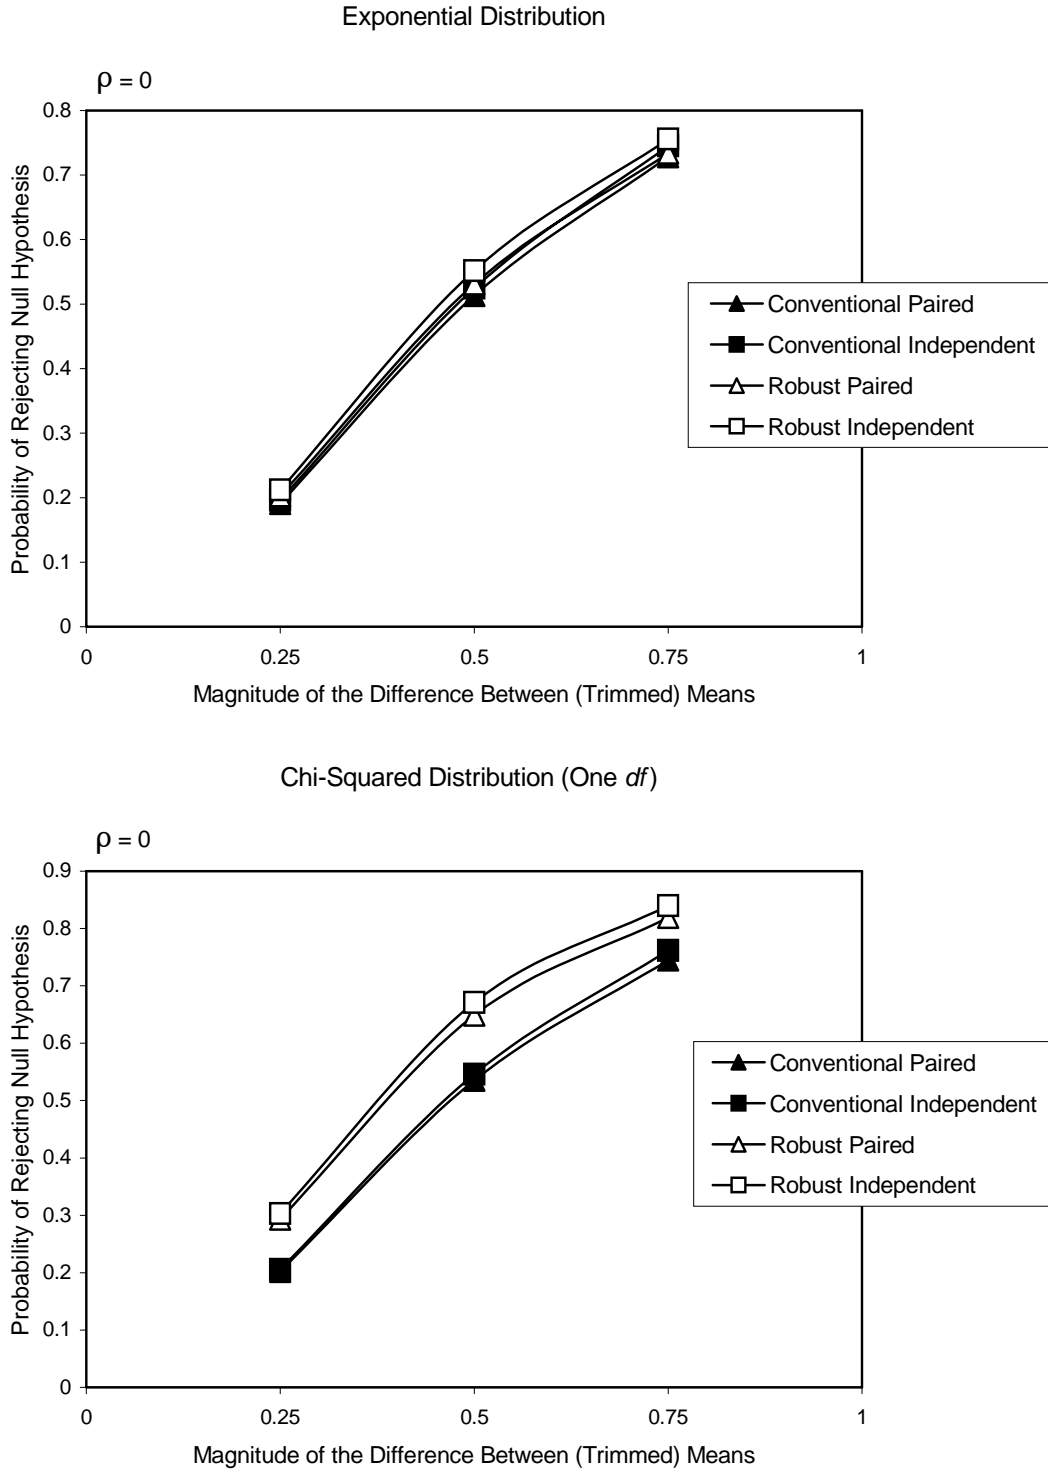 Exponential Distribution
ρ = 0
0.8
0.7
0.6
0.5
0.4
0.3
0.2
0.1
0
Probability of Rejecting Null Hypothesis
0 0.25 0.5 0.75 1
Magnitude of the Difference Between (Trimmed) Means
Conventional Paired
Conventional Independent
Robust Paired
Robust Independent
Chi-Squared Distribution (One df)
ρ = 0
0.9
0.8
0.7
0.6
0.5
0.4
0.3
0.2
0.1
0
Probability of Rejecting Null Hypothesis
0 0.25 0.5 0.75 1
Magnitude of the Difference Between (Trimmed) Means
Conventional Paired
Conventional Independent
Robust Paired
Robust Independent